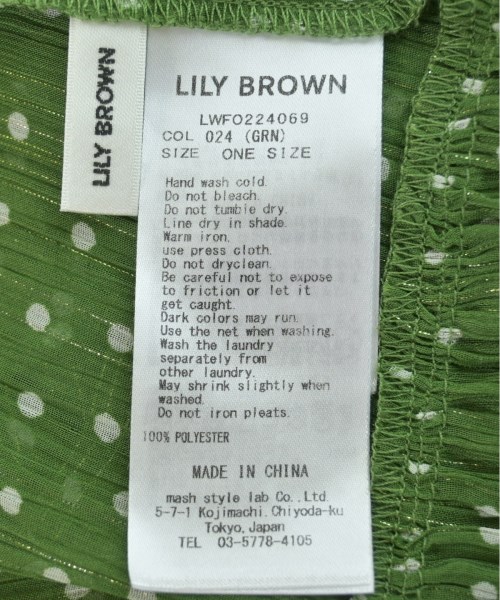 LILY BROWN
LILY BROWN
LWFO224069
COL 024 (GRN)
SIZE ONE SIZE
Hand wash cold.
Do not bleach.
Do not tumble dry.
Line dry in shade.
Warm iron.
use press cloth.
Do not dryclean.
Be careful not to expose
to friction or let it
get caught.
Dark colors may run.
Use the net when washing.
Wash the laundry
separately from
other laundry.
May shrink slightly when
washed.
Do not iron pleats.
100% POLYESTER
MADE IN CHINA
mash style lab Co., Ltd.
5-7-1 Kojimachi, Chiyoda-ku
Tokyo, Japan
TEL 03-5778-4105